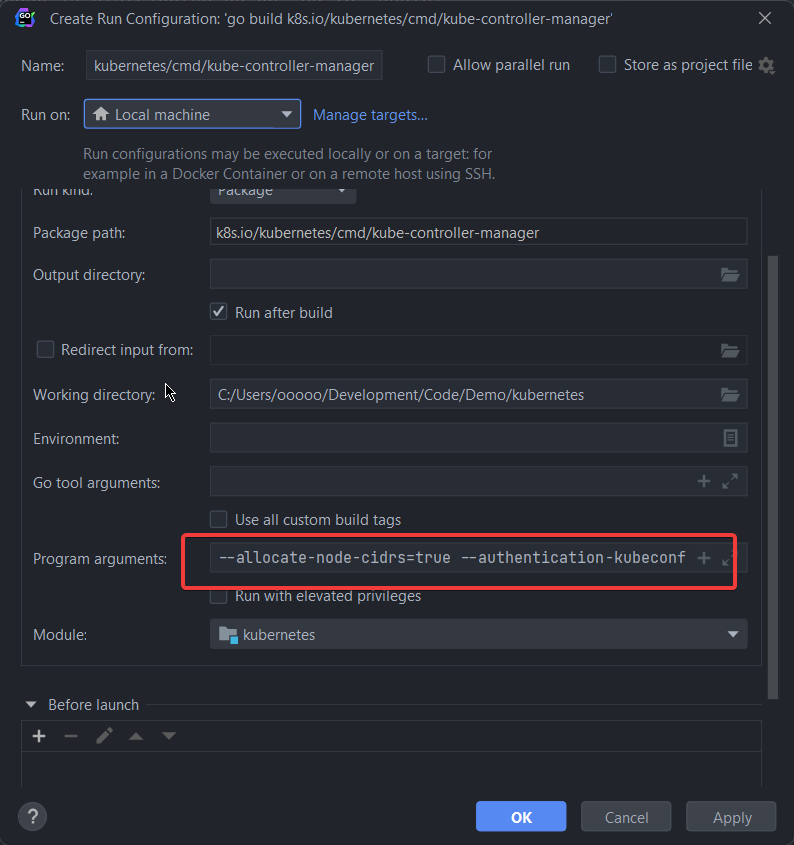 GO
Create Run Configuration: 'go build k8s.io/kubernetes/cmd/kube-controller-manager'
Name: kubernetes/cmd/kube-controller-manager Allow parallel run Store as project file
Run on: Local machine Manage targets...
Run configurations may be executed locally or on a target: for
example in a Docker Container or on a remote host using SSH.
Run kind: Package
Package path: k8s.io/kubernetes/cmd/kube-controller-manager
Output directory:
Run after build
Redirect input from:
Working directory: C:/Users/ooooo/Development/Code/Demo/kubernetes
Environment:
Go tool arguments:
Use all custom build tags
Program arguments: --allocate-node-cidrs=true --authentication-kubeconf
Run with elevated privileges
Module: kubernetes
Before launch
? OK Cancel Apply